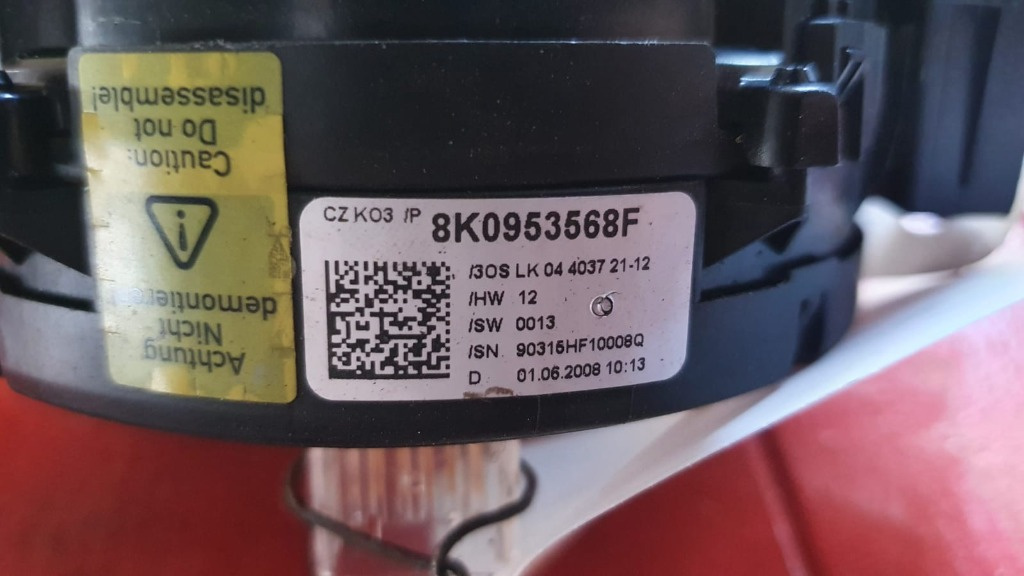 Achtung
Nicht
demontieren
Caution:
Do not
disassemble!
CZ KO3 /P 8K0953568F
/3OS LK 04 4037 21-12
/HW 12
/SW 0013
/SN 90315HF10008Q
D 01.06.2008 10:13